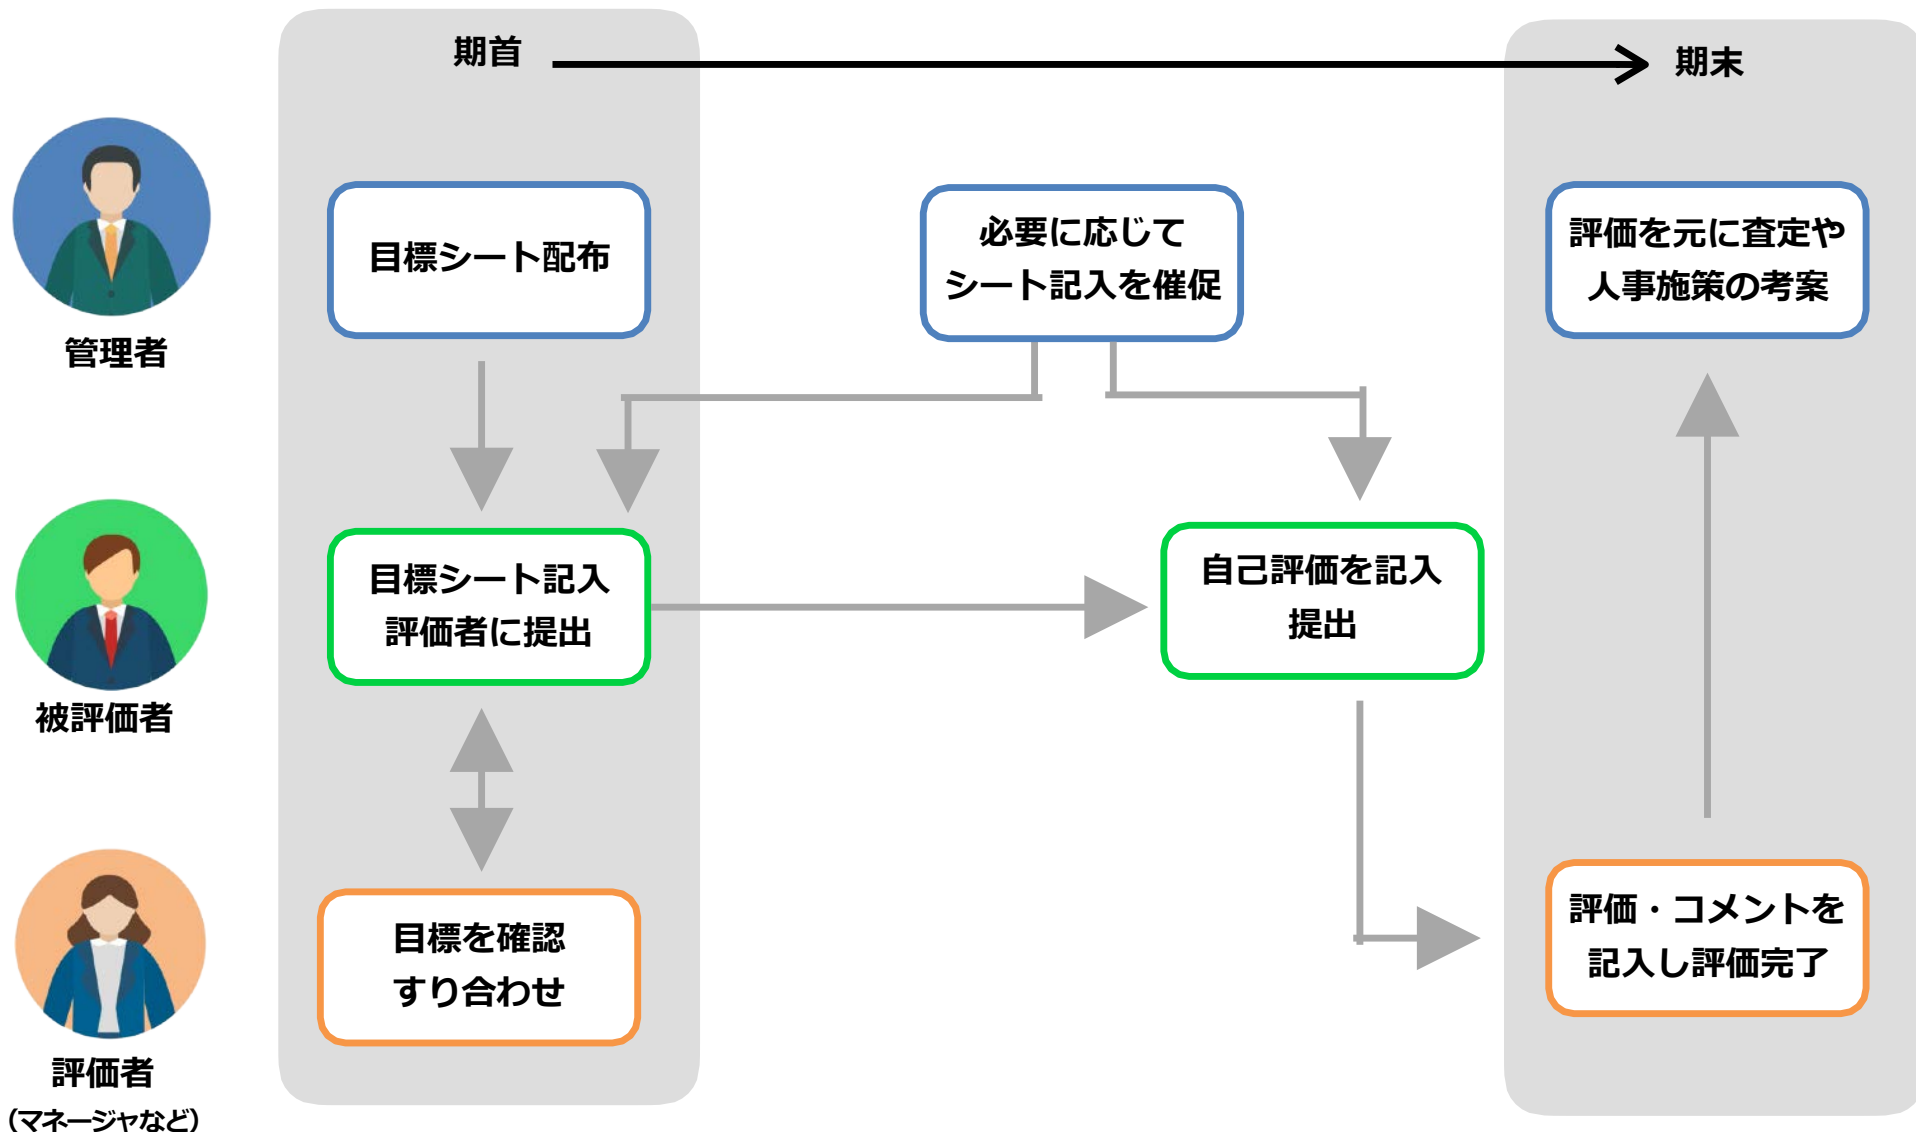 期首
期末
管理者
目標シート配布
必要に応じて
シート記入を催促
評価を元に査定や
人事施策の考案
被評価者
目標シート記入
評価者に提出
自己評価を記入
提出
評価者
（マネージャなど）
目標を確認
すり合わせ
評価・コメントを
記入し評価完了